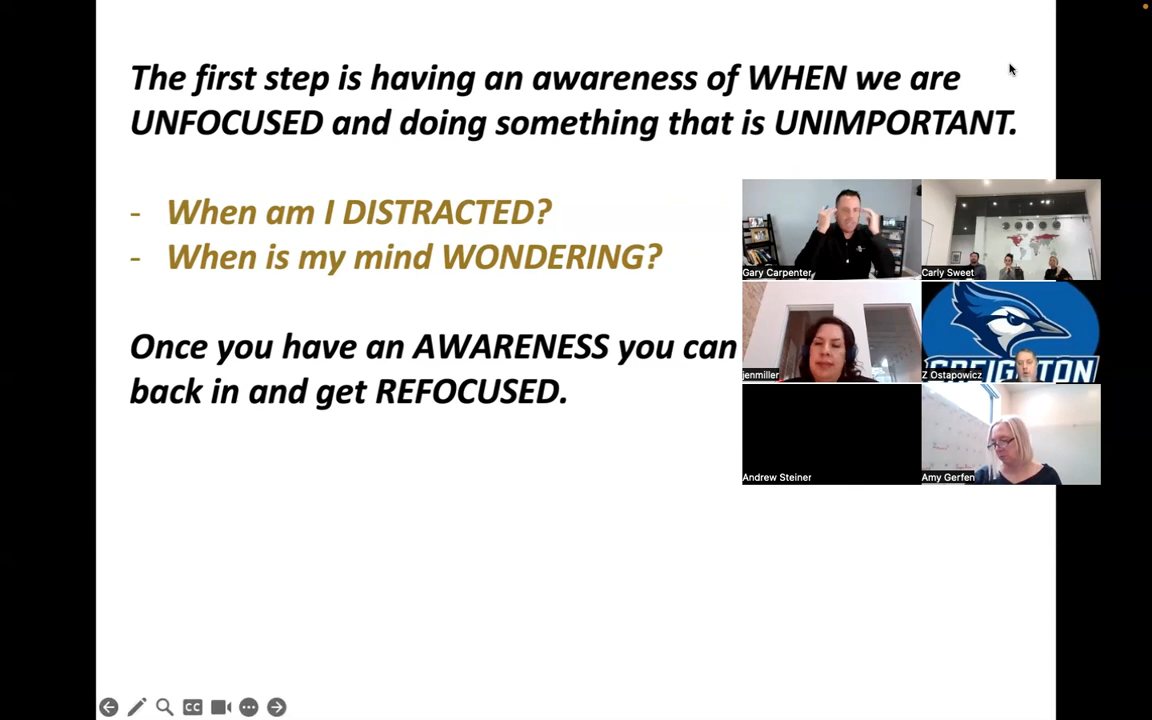 The first step is having an awareness of WHEN we are
UNFOCUSED and doing something that is UNIMPORTANT.
- When am I DISTRACTED?
- When is my mind WONDERING?
Once you have an AWARENESS you can
back in and get REFOCUSED.
Gary Carpenter
Carly Sweet
jenmiller
CREIGHTON
Z Ostapowicz
Andrew Steiner
Amy Gerfen
CC